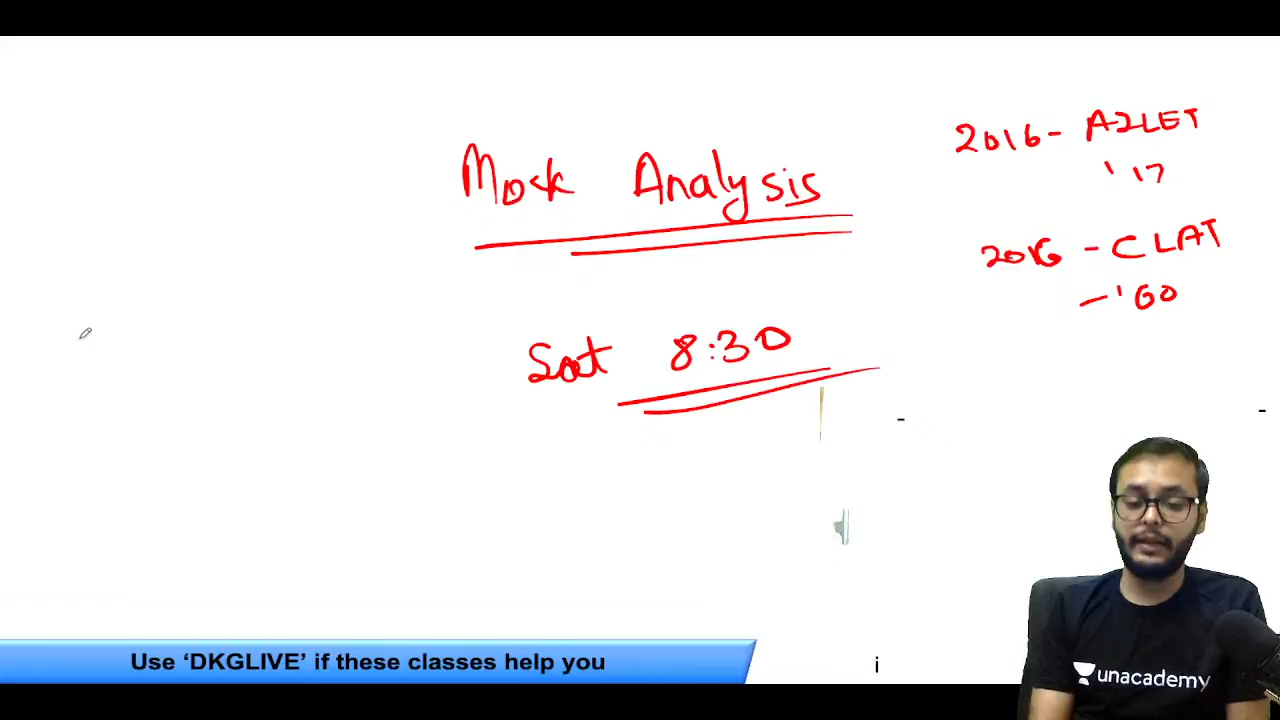 Mock Analysis
Sat 8:30
2016 - AILET
' 17
2016 - CLAT
- ' 60
Use ‘DKGLIVE’ if these classes help you
i
unacademy